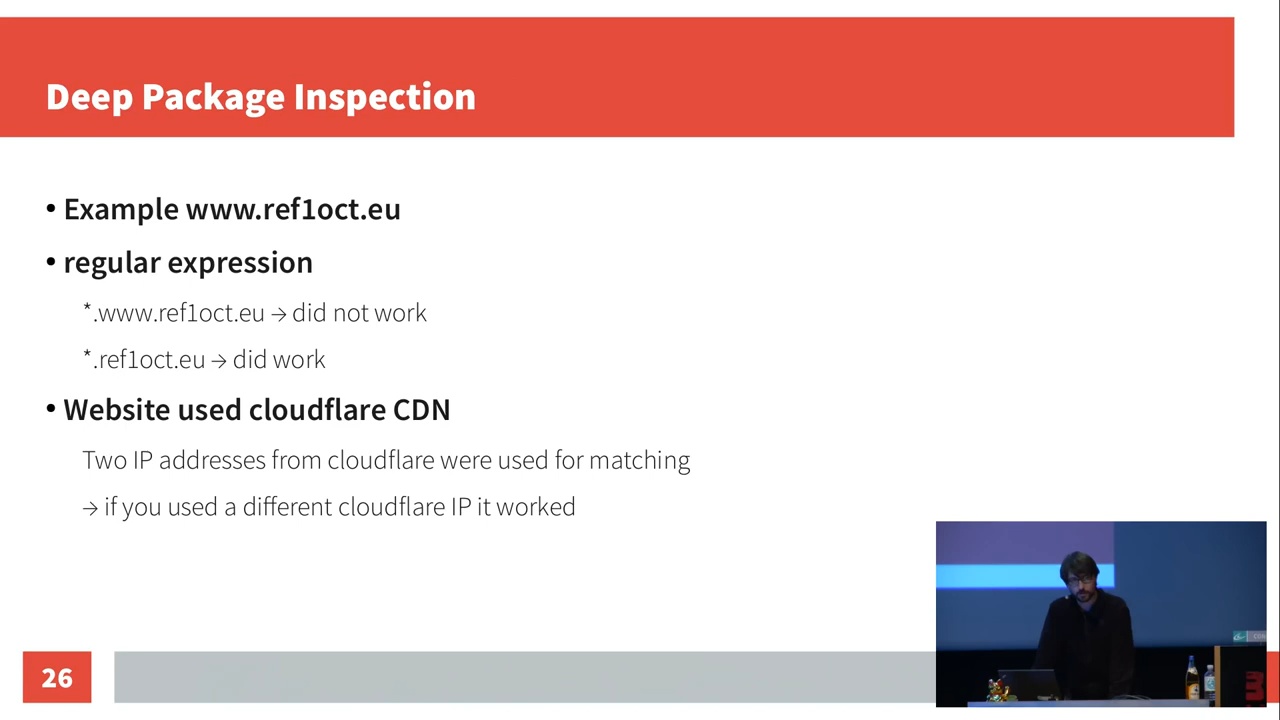 Deep Package Inspection
• Example www.ref1oct.eu
• regular expression
*.www.ref1oct.eu → did not work
*.ref1oct.eu → did work
• Website used cloudflare CDN
Two IP addresses from cloudflare were used for matching
→ if you used a different cloudflare IP it worked
26